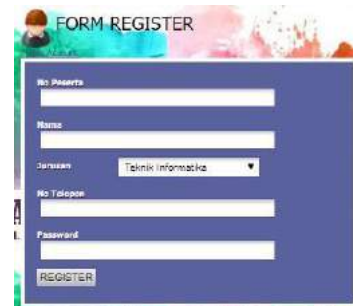 FORM REGISTER
No Peserta
Nama
Jurusan Teknik Informatika
No Telepon
Password
REGISTER